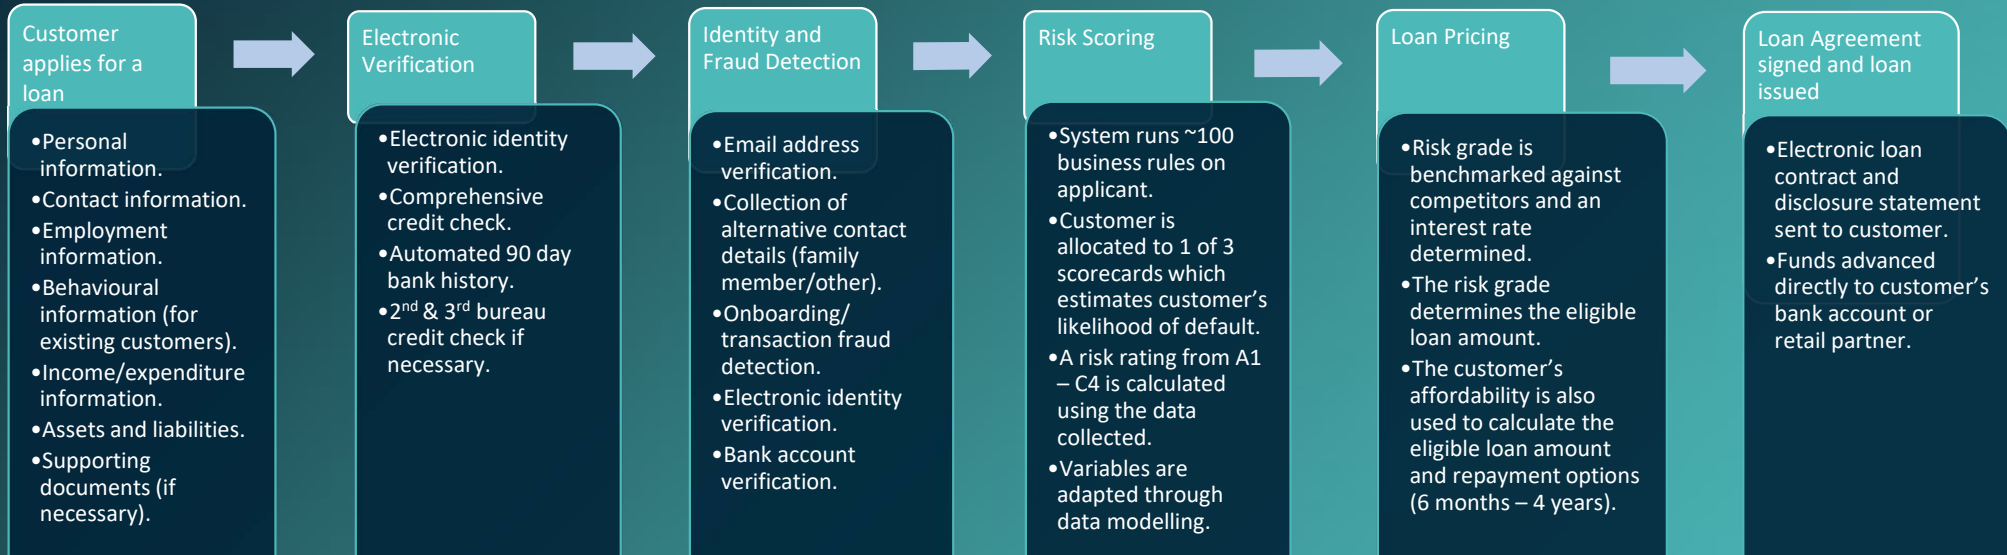 Customer
applies for a
loan
•Personal
information.
•Contact information.
•Employment
information.
•Behavioural
information (for
existing customers).
•Income/expenditure
information.
•Assets and liabilities.
•Supporting
documents (if
necessary).
Electronic
Verification
•Electronic identity
verification.
•Comprehensive
credit check.
•Automated 90 day
bank history.
•2nd & 3rd bureau
credit check if
necessary.
Identity and
Fraud Detection
•Email address
verification.
•Collection of
alternative contact
details (family
member/other).
•Onboarding/
transaction fraud
detection.
•Electronic identity
verification.
•Bank account
verification.
Risk Scoring
•System runs ~100
business rules on
applicant.
•Customer is
allocated to 1 of 3
scorecards which
estimates customer’s
likelihood of default.
•A risk rating from A1
– C4 is calculated
using the data
collected.
•Variables are
adapted through
data modelling.
Loan Pricing
•Risk grade is
benchmarked against
competitors and an
interest rate
determined.
•The risk grade
determines the eligible
loan amount.
•The customer’s
affordability is also
used to calculate the
eligible loan amount
and repayment options
(6 months – 4 years).
Loan Agreement
signed and loan
issued
•Electronic loan
contract and
disclosure statement
sent to customer.
•Funds advanced
directly to customer’s
bank account or
retail partner.